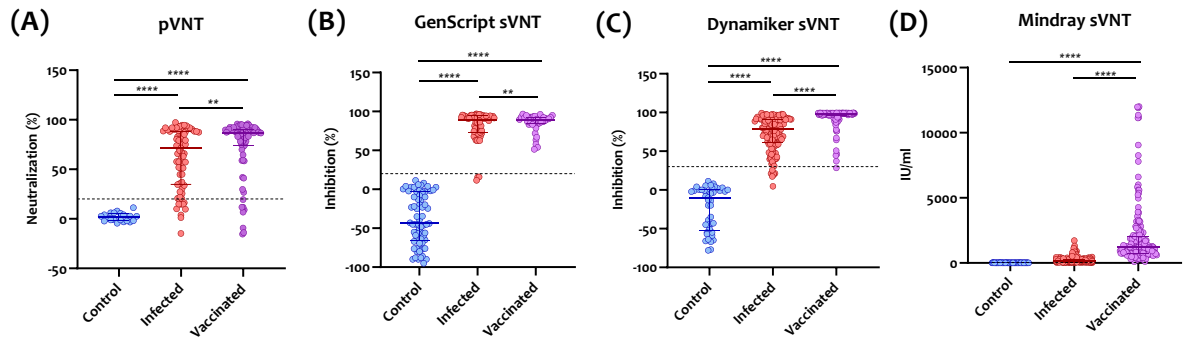 (A)
pVNT
Neutralization (%)
150
100
50
0
-50
****
****
**
Control
Infected
Vaccinated
(B)
GenScript sVNT
Inhibition (%)
150
100
50
0
-50
-100
****
****
**
Control
Infected
Vaccinated
(C)
Dynamiker sVNT
Inhibition (%)
150
100
50
0
-50
-100
****
****
****
Control
Infected
Vaccinated
(D)
Mindray sVNT
IU/ml
15000
10000
5000
0
****
****
Control
Infected
Vaccinated